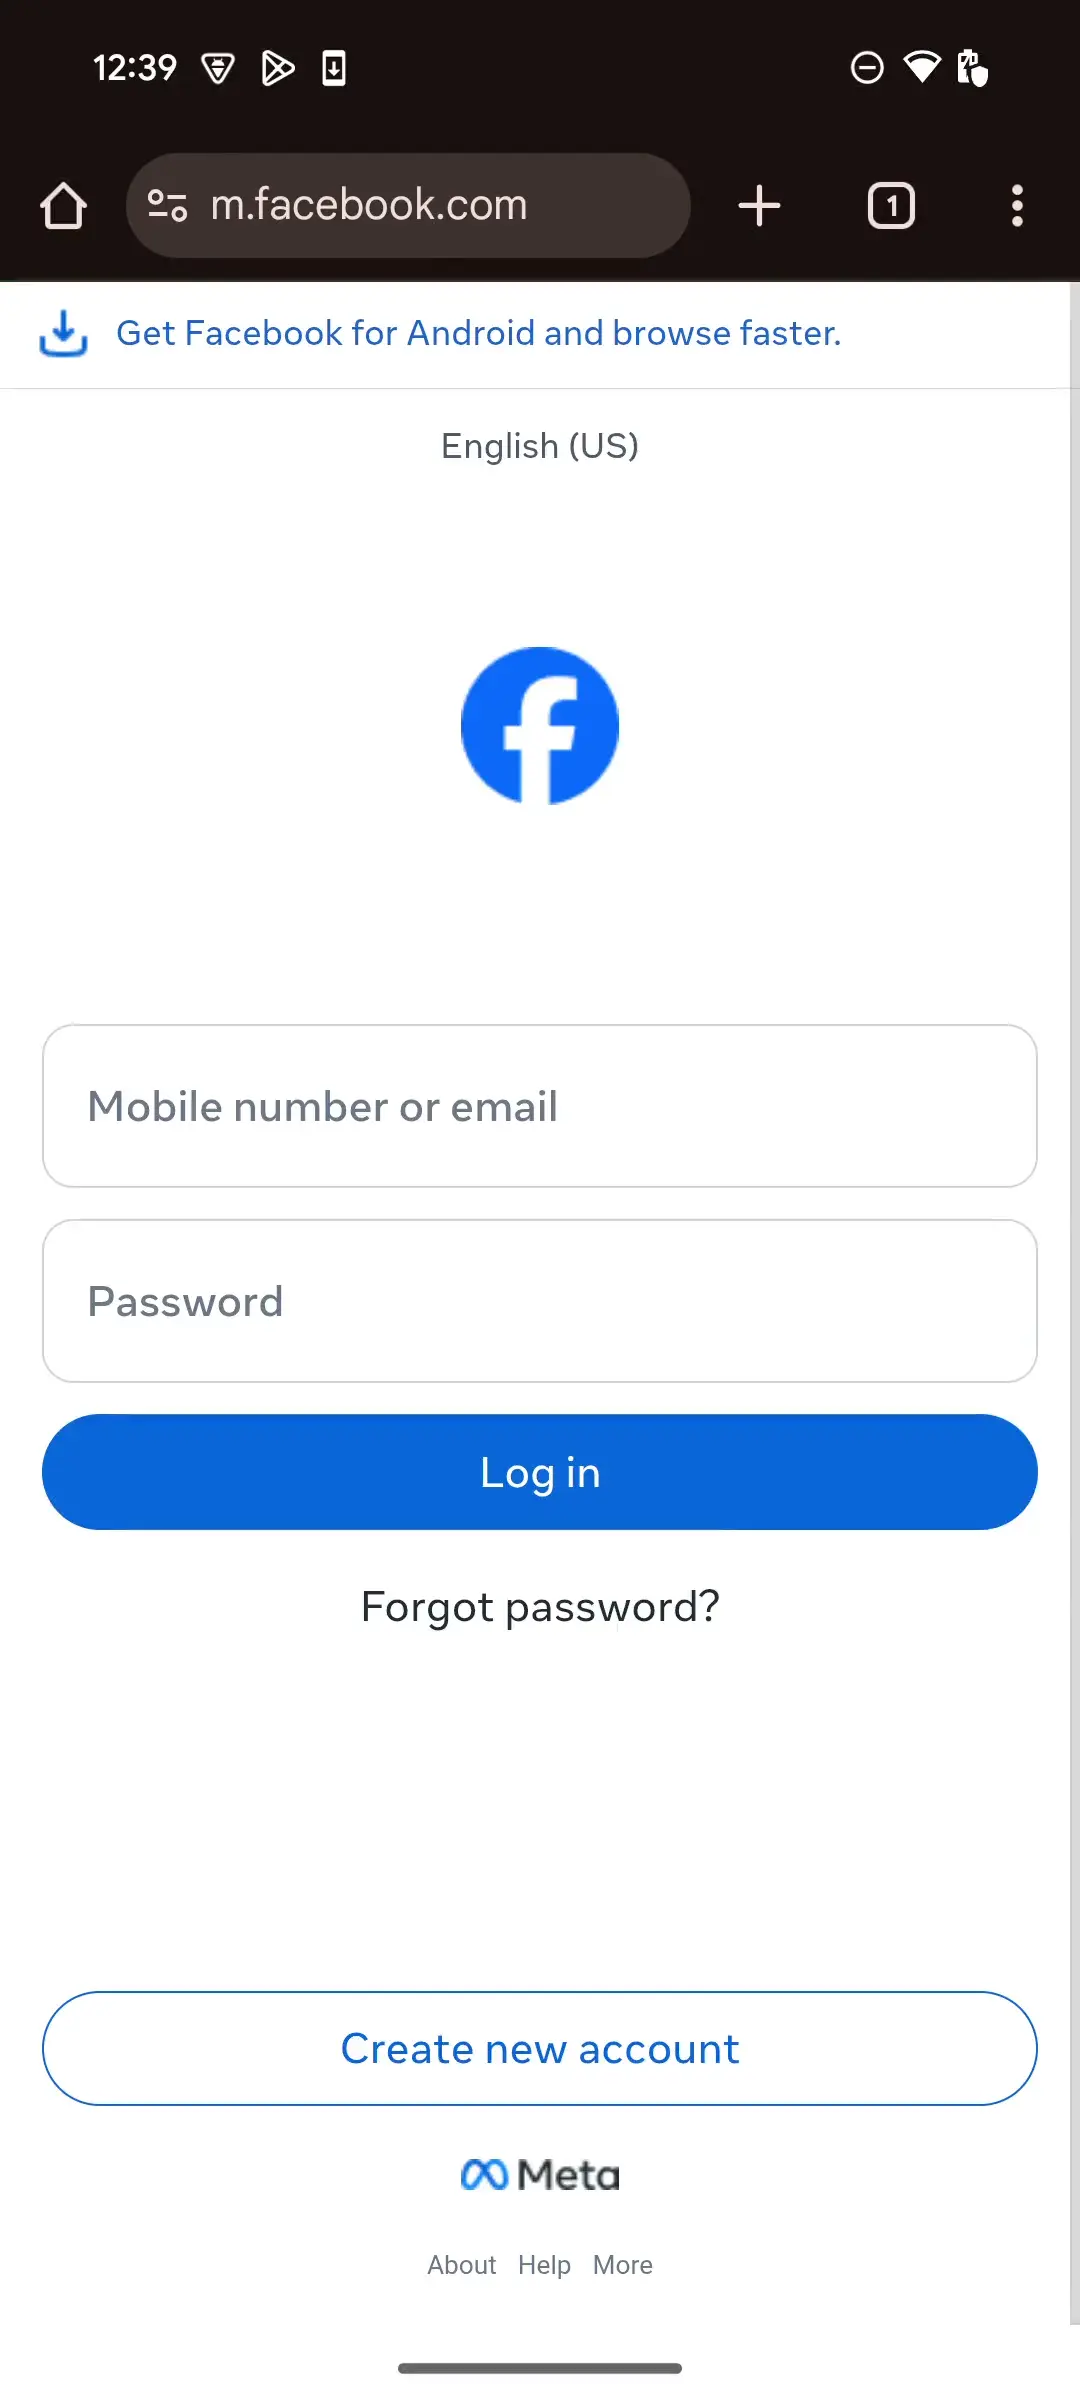 12:39
m.facebook.com
1
Get Facebook for Android and browse faster.
English (US)
Mobile number or email
Password
Log in
Forgot password?
Create new account
Meta
About Help More